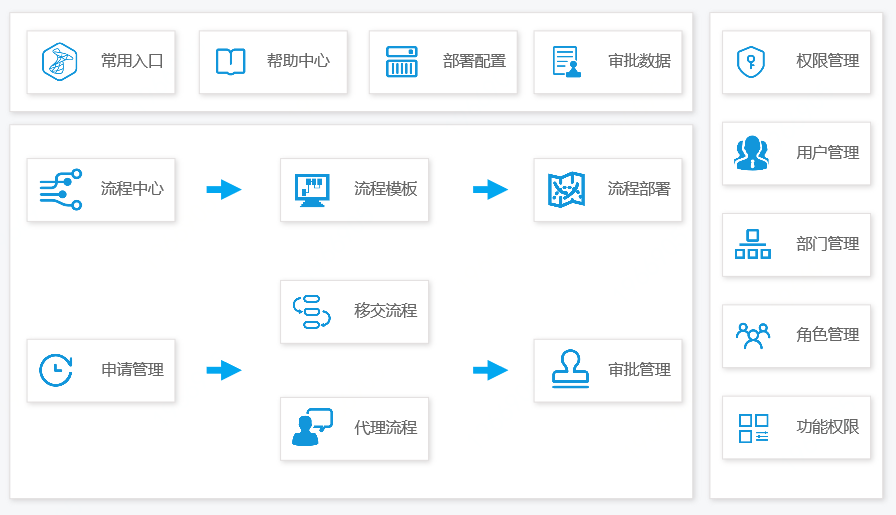 常用入口
帮助中心
部署配置
审批数据
流程中心
流程模板
流程部署
移交流程
申请管理
审批管理
代理流程
权限管理
用户管理
部门管理
角色管理
功能权限